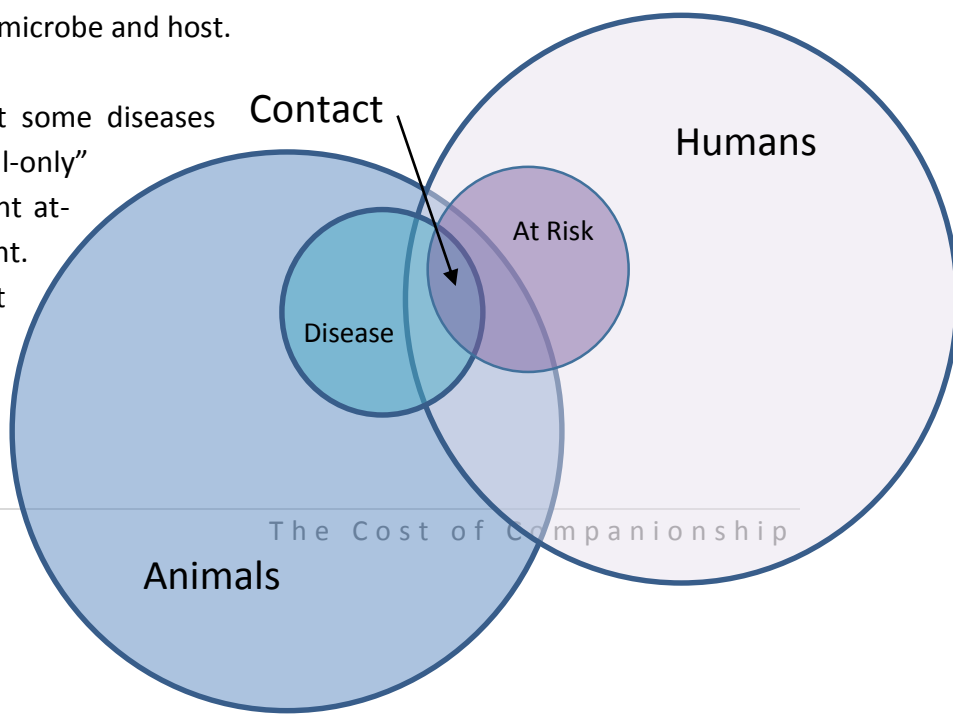 microbe and host.
t some diseases
l-only”
nt at-
nt.
t
Contact
Humans
At Risk
Disease
The Cost of Companionship
Animals